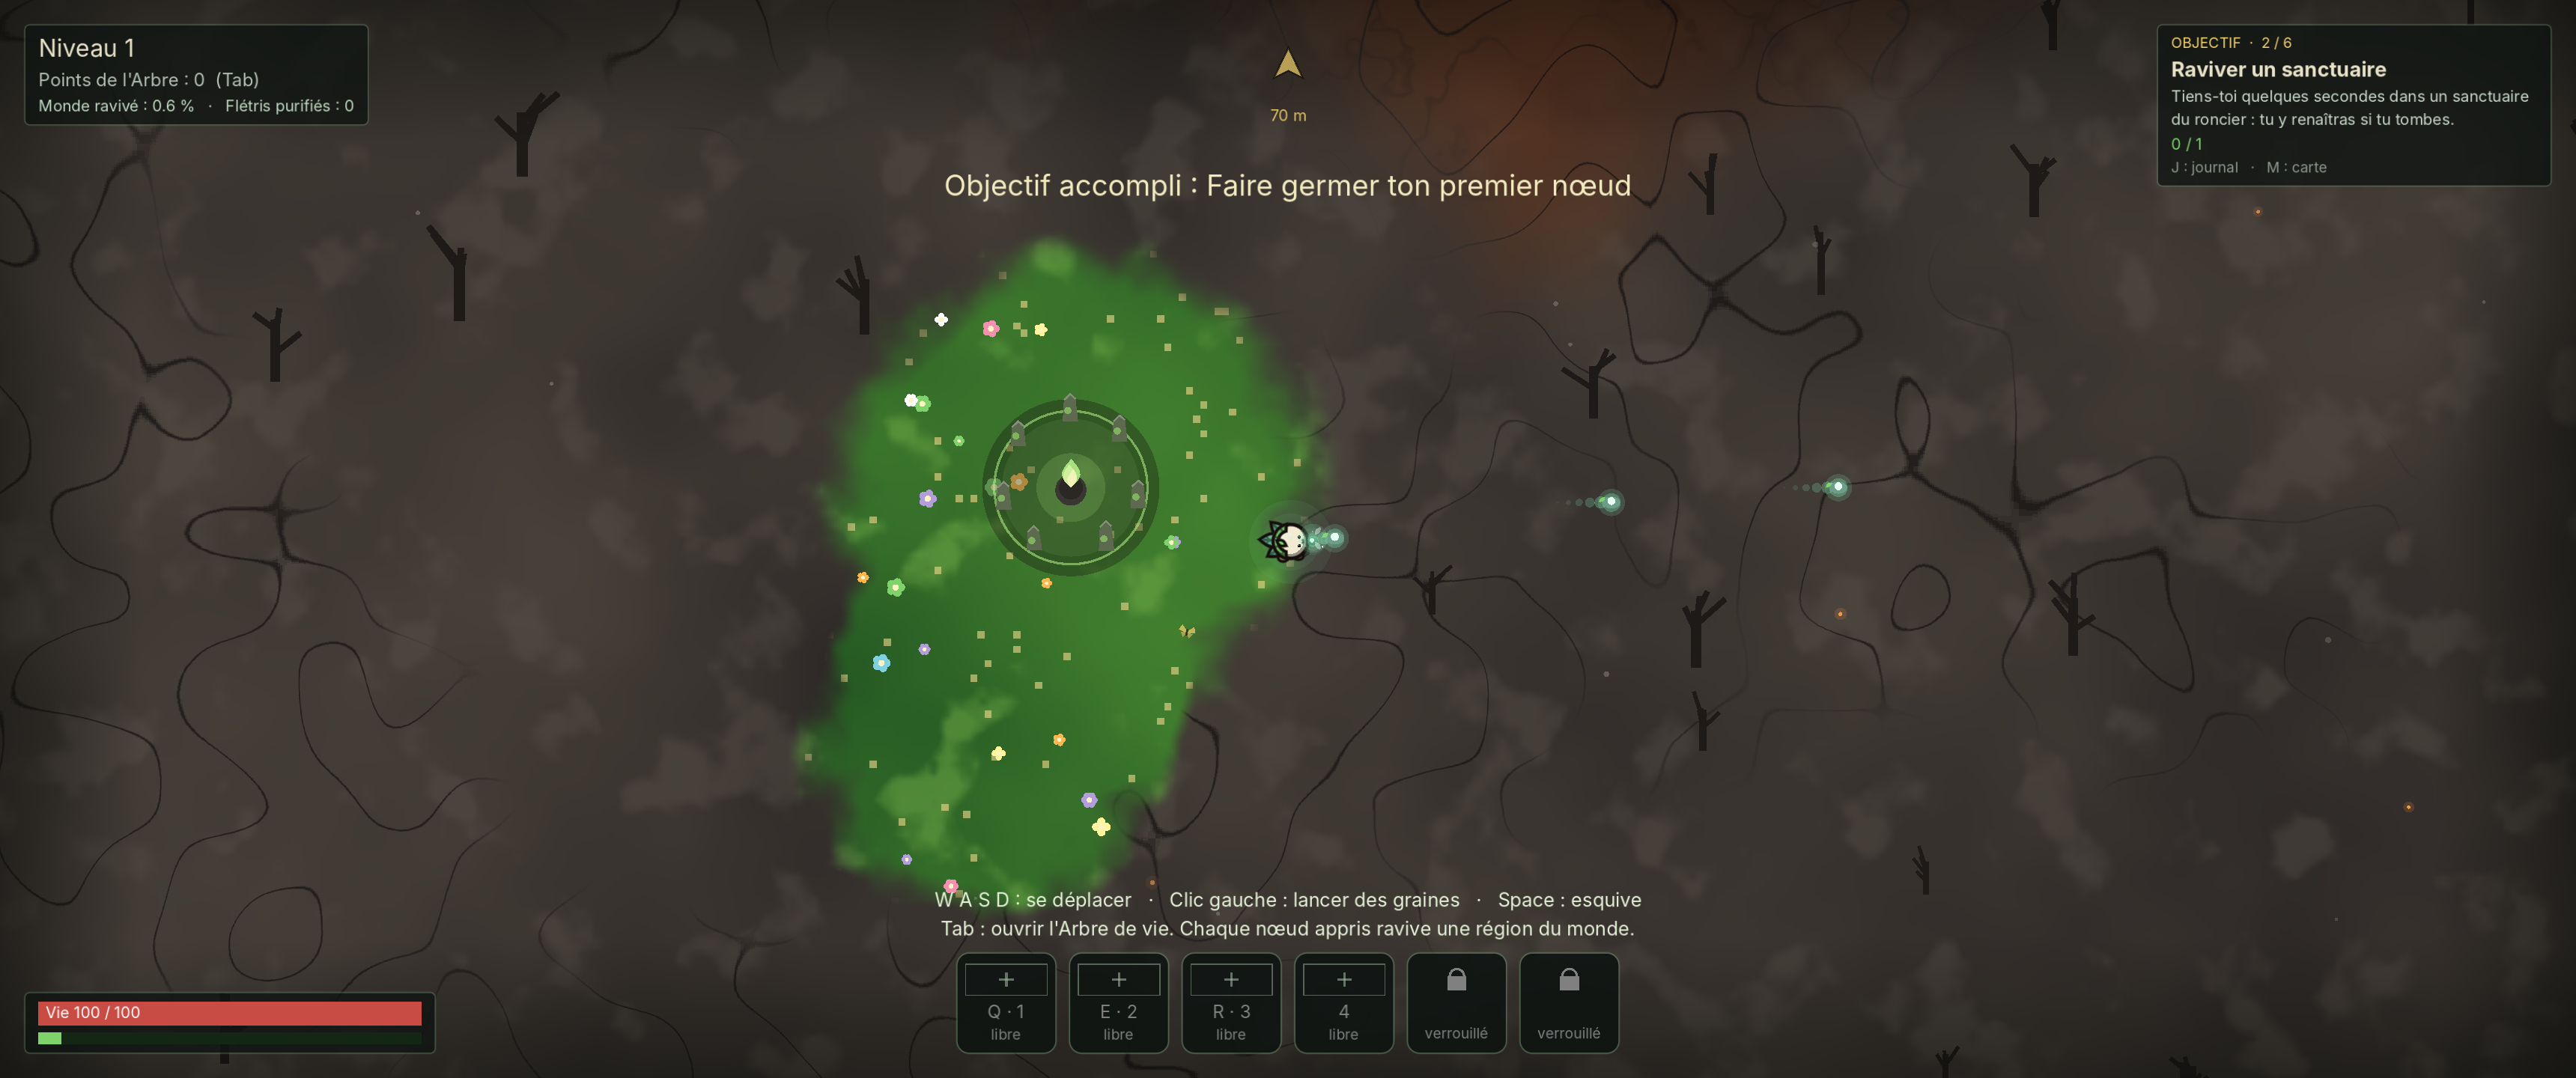 Niveau 1
Points de l'Arbre : 0 (Tab)
Monde ravivé : 0.6 % · Flétris purifiés : 0
70 m
OBJECTIF · 2 / 6
Raviver un sanctuaire
Tiens-toi quelques secondes dans un sanctuaire
du roncier : tu y renaîtras si tu tombes.
0 / 1
J : journal · M : carte
Objectif accompli : Faire germer ton premier nœud
W A S D : se déplacer · Clic gauche : lancer des graines · Space : esquive
Tab : ouvrir l'Arbre de vie. Chaque nœud appris ravive une région du monde.
Vie 100 / 100
Q · 1
libre
E · 2
libre
R · 3
libre
4
libre
verrouillé
verrouillé